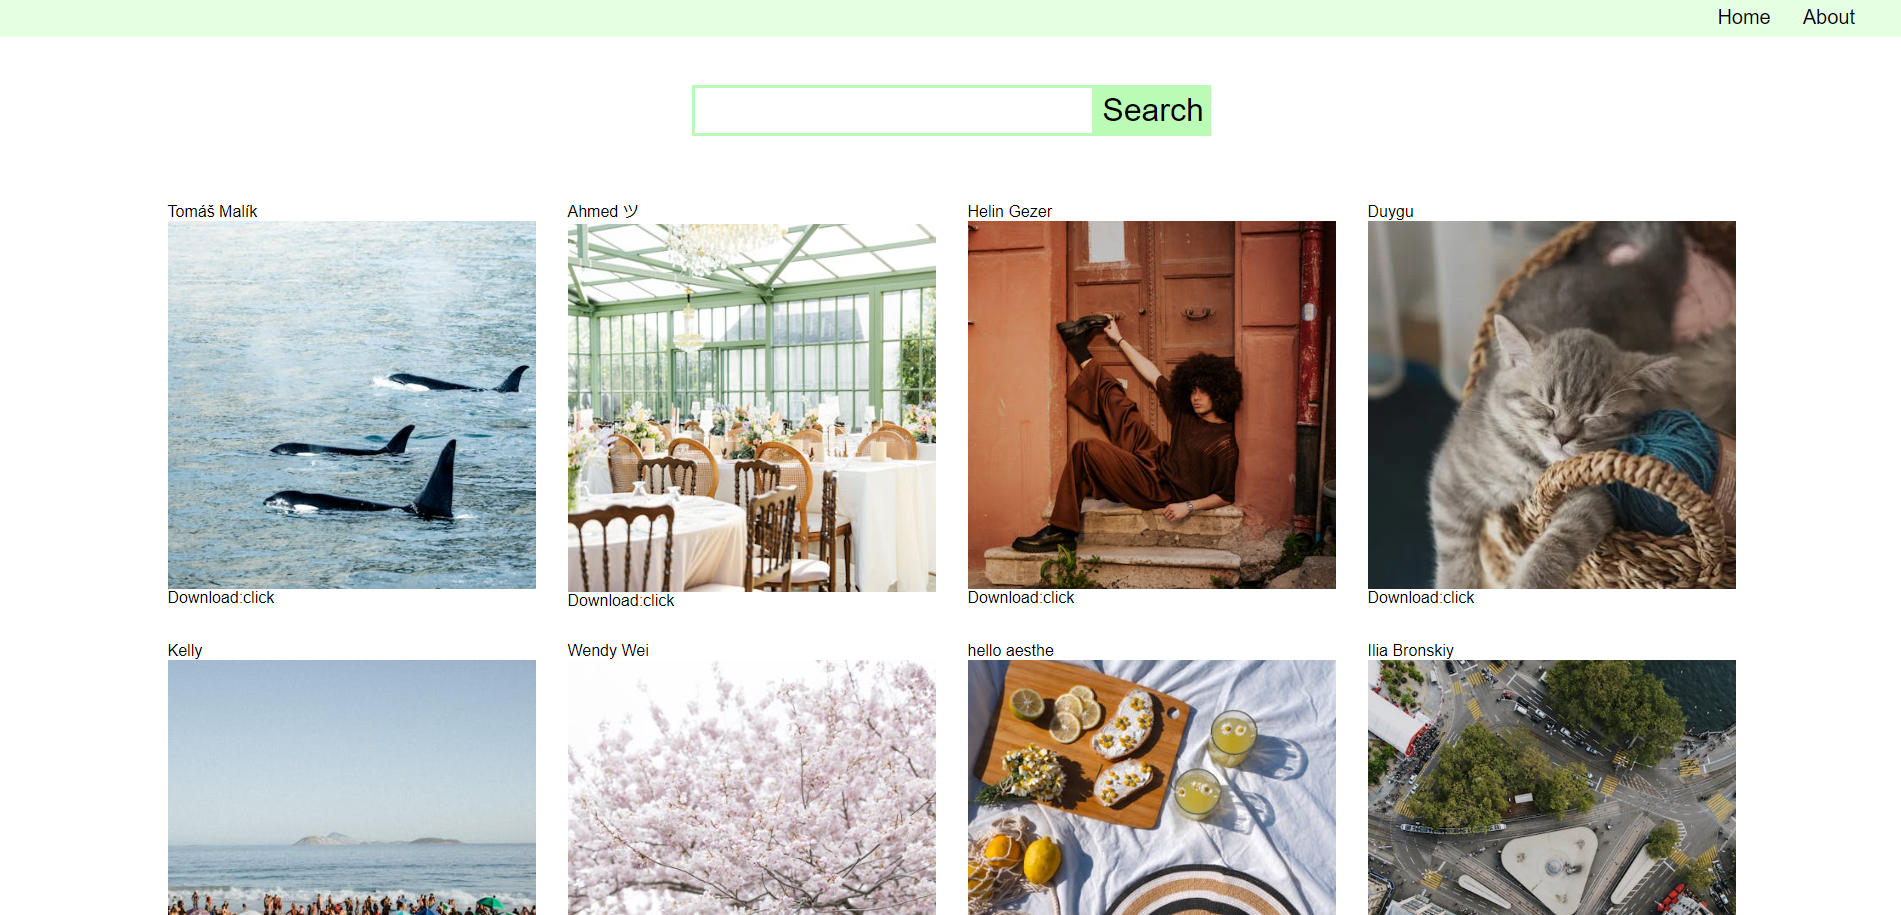 Home About
Search
Tomáš Malík
Ahmed ツ
Helin Gezer
Duygu
Download:click
Download:click
Download:click
Download:click
Kelly
Wendy Wei
hello aesthe
Ilia Bronskiy